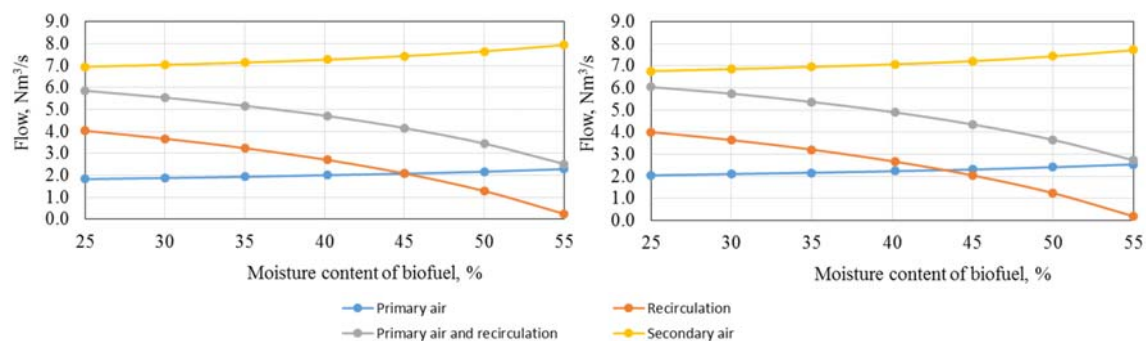 Flow, Nm³/s
9.0
8.0
7.0
6.0
5.0
4.0
3.0
2.0
1.0
0.0
25 30 35 40 45 50 55
Moisture content of biofuel, %
Flow, Nm³/s
9.0
8.0
7.0
6.0
5.0
4.0
3.0
2.0
1.0
0.0
25 30 35 40 45 50 55
Moisture content of biofuel, %
Primary air
Recirculation
Primary air and recirculation
Secondary air